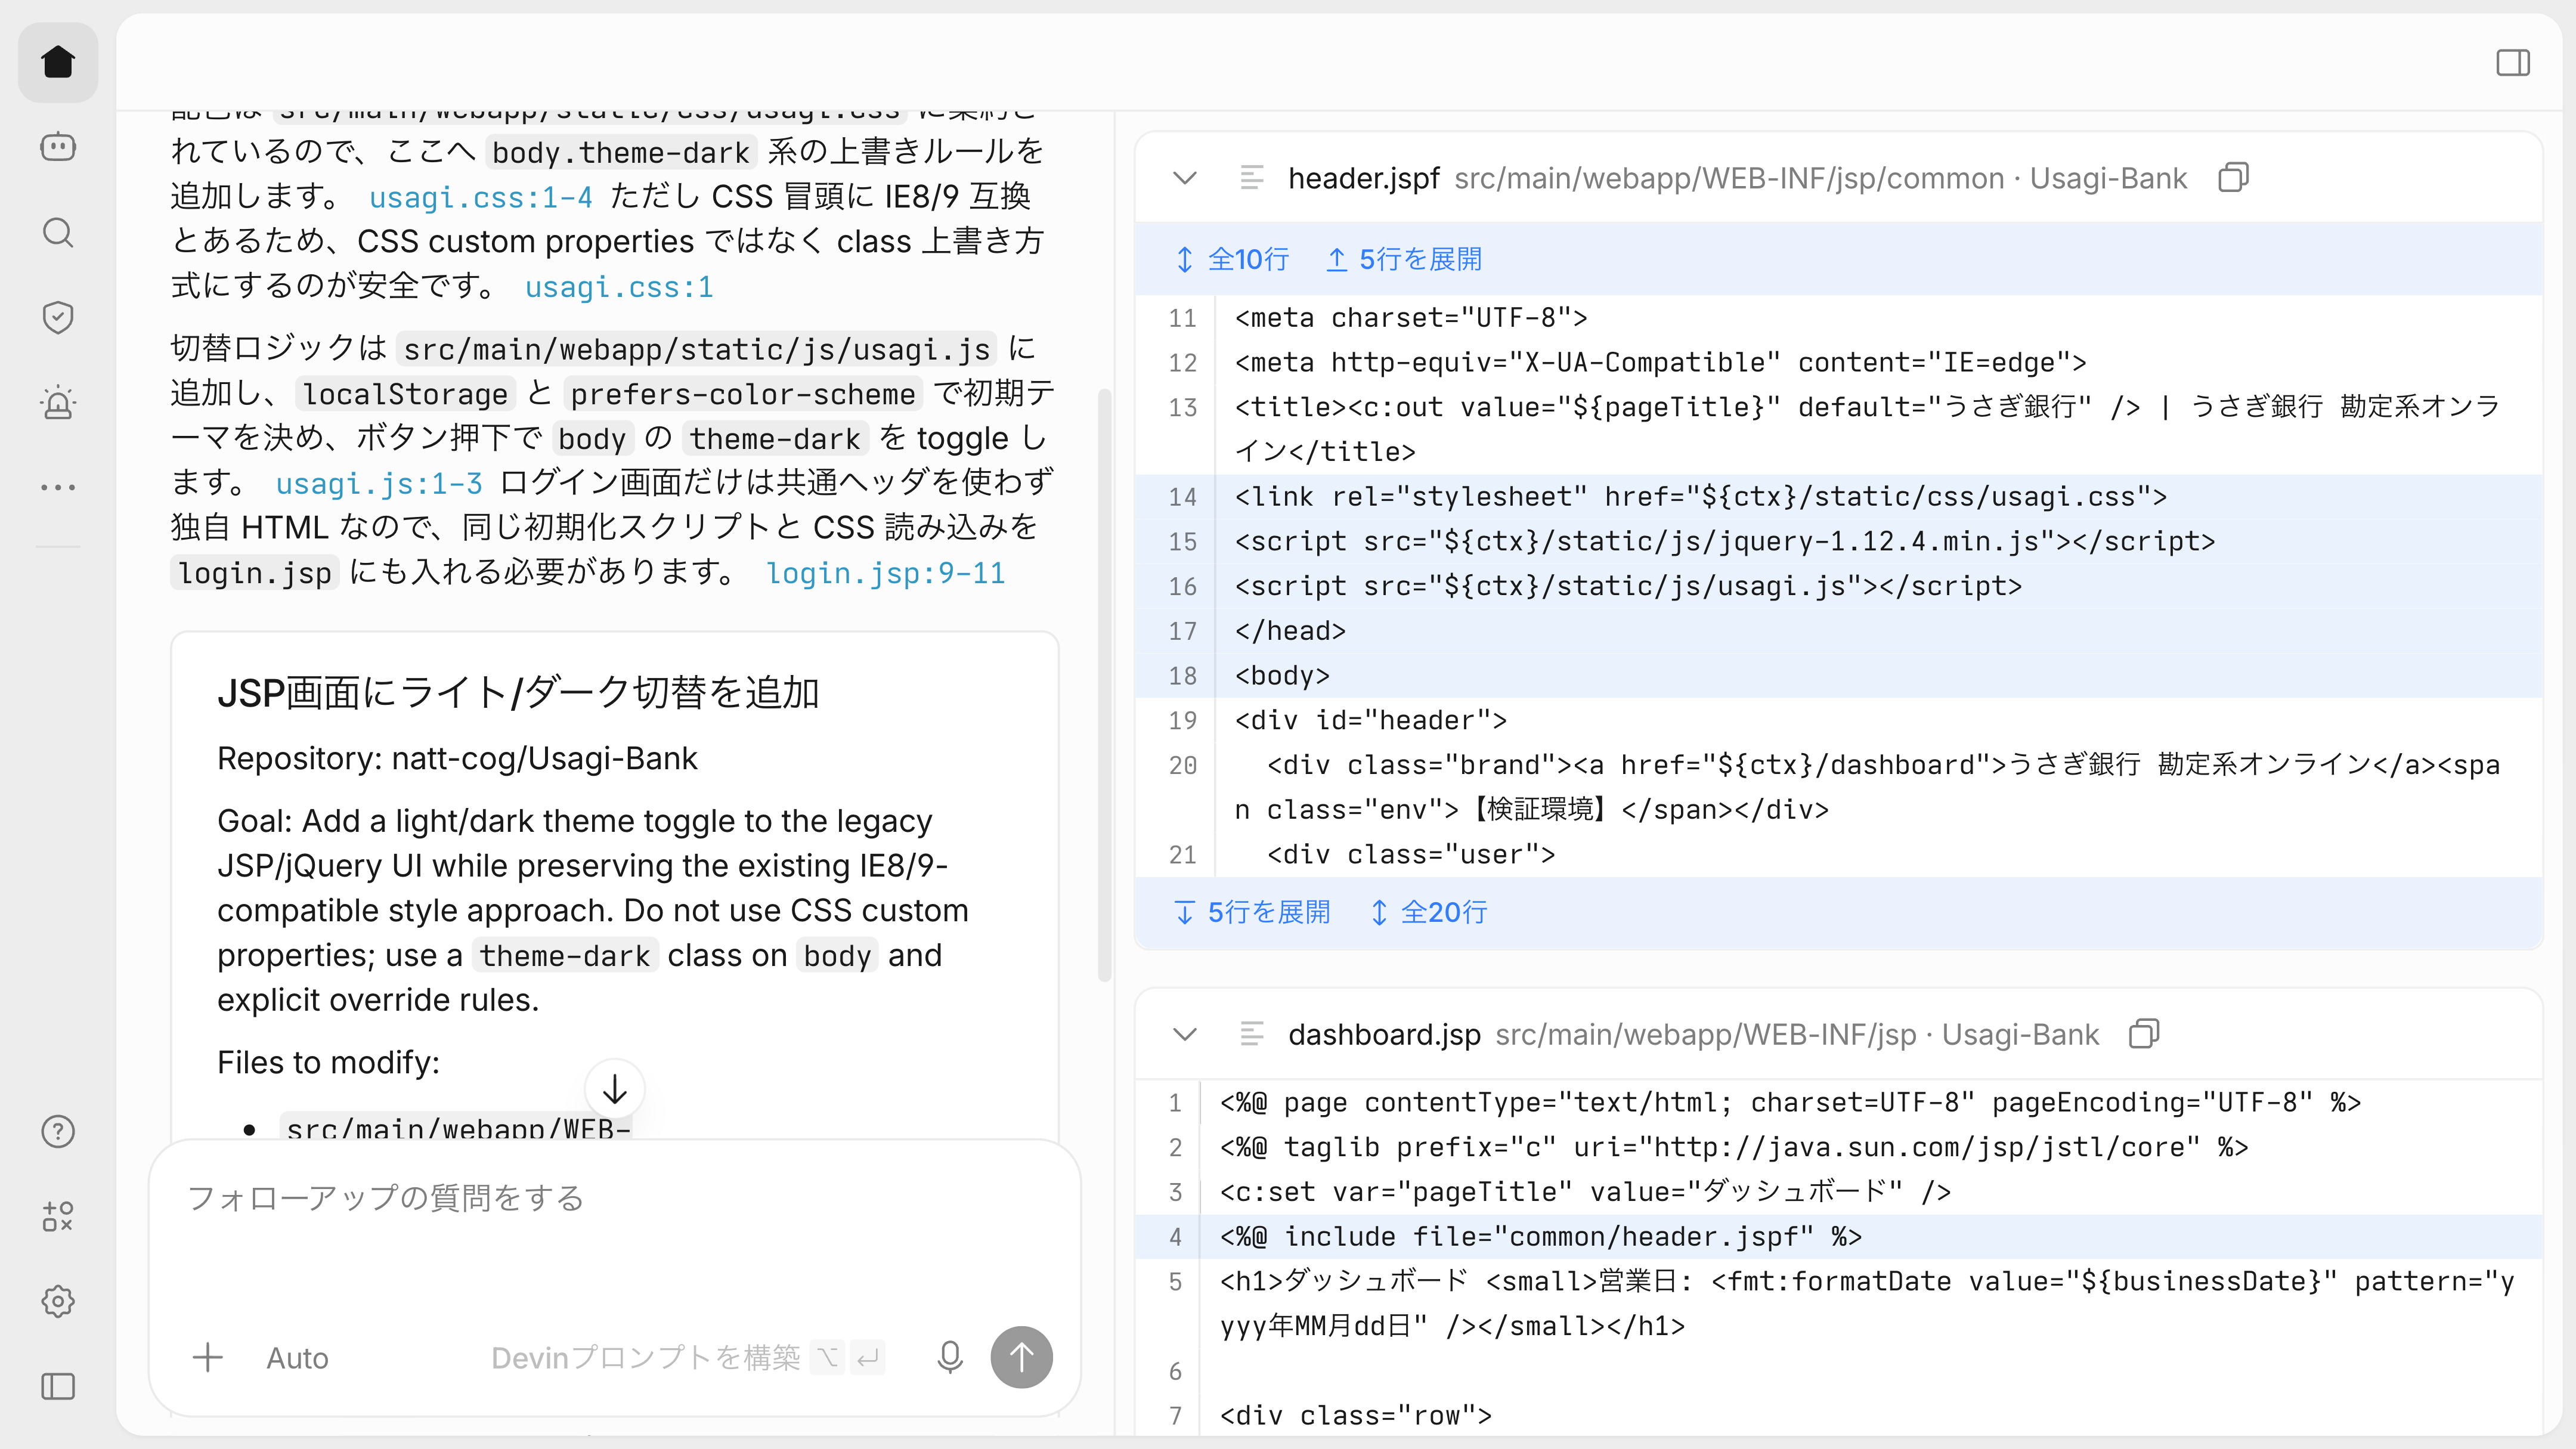 配色は src/main/webapp/static/css/usagi.css に集約さ
れているので、ここへ body.theme-dark 系の上書きルールを
追加します。 usagi.css:1-4 ただし CSS 冒頭に IE8/9 互換
とあるため、CSS custom properties ではなく class 上書き方
式にするのが安全です。 usagi.css:1
切替ロジックは src/main/webapp/static/js/usagi.js に
追加し、 localStorage と prefers-color-scheme で初期テ
ーマを決め、ボタン押下で body の theme-dark を toggle し
ます。 usagi.js:1-3 ログイン画面だけは共通ヘッダを使わず
独自 HTML なので、同じ初期化スクリプトと CSS 読み込みを
login.jsp にも入れる必要があります。 login.jsp:9-11
JSP画面にライト/ダーク切替を追加
Repository: natt-cog/Usagi-Bank
Goal: Add a light/dark theme toggle to the legacy
JSP/jQuery UI while preserving the existing IE8/9-
compatible style approach. Do not use CSS custom
properties; use a theme-dark class on body and
explicit override rules.
Files to modify:
• src/main/webapp/WEB-
フォローアップの質問をする
Auto
Devinプロンプトを構築 ⌥ ↵
header.jspf src/main/webapp/WEB-INF/jsp/common · Usagi-Bank
全10行 5行を展開
11 <meta charset="UTF-8">
12 <meta http-equiv="X-UA-Compatible" content="IE=edge">
13 <title><c:out value="${pageTitle}" default="うさぎ銀行" /> | うさぎ銀行 勘定系オンラ
イン</title>
14 <link rel="stylesheet" href="${ctx}/static/css/usagi.css">
15 <script src="${ctx}/static/js/jquery-1.12.4.min.js"></script>
16 <script src="${ctx}/static/js/usagi.js"></script>
17 </head>
18 <body>
19 <div id="header">
20 <div class="brand"><a href="${ctx}/dashboard">うさぎ銀行 勘定系オンライン</a><spa
n class="env">【検証環境】</span></div>
21 <div class="user">
5行を展開 全20行
dashboard.jsp src/main/webapp/WEB-INF/jsp · Usagi-Bank
1 <%@ page contentType="text/html; charset=UTF-8" pageEncoding="UTF-8" %>
2 <%@ taglib prefix="c" uri="http://java.sun.com/jsp/jstl/core" %>
3 <c:set var="pageTitle" value="ダッシュボード" />
4 <%@ include file="common/header.jspf" %>
5 <h1>ダッシュボード <small>営業日: <fmt:formatDate value="${businessDate}" pattern="y
yyy年MM月dd日" /></small></h1>
6
7 <div class="row">